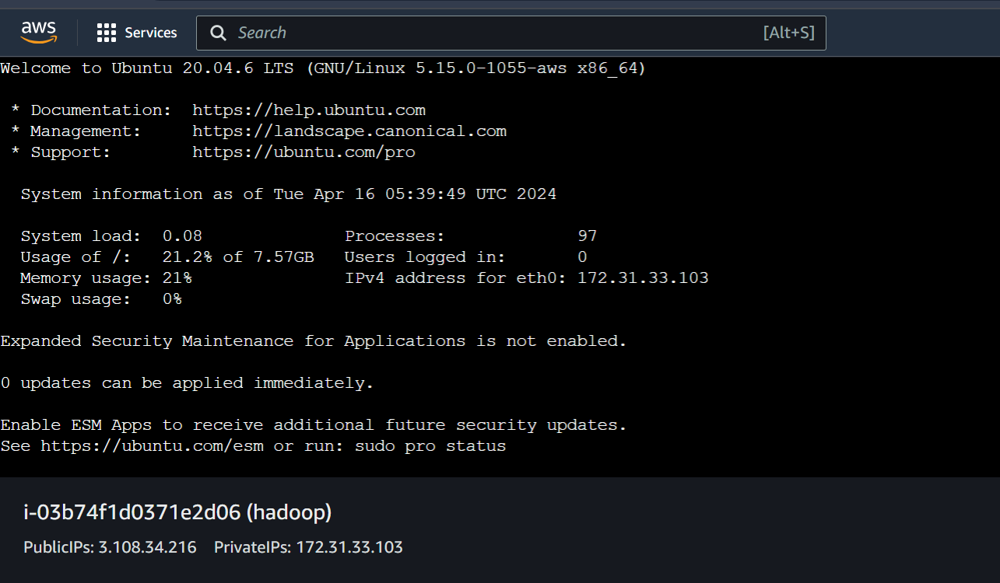 aws Services Search [Alt+S]
Welcome to Ubuntu 20.04.6 LTS (GNU/Linux 5.15.0-1055-aws x86_64)
* Documentation: https://help.ubuntu.com
* Management: https://landscape.canonical.com
* Support: https://ubuntu.com/pro
System information as of Tue Apr 16 05:39:49 UTC 2024
System load: 0.08 Processes: 97
Usage of /: 21.2% of 7.57GB Users logged in: 0
Memory usage: 21% IPv4 address for eth0: 172.31.33.103
Swap usage: 0%
Expanded Security Maintenance for Applications is not enabled.
0 updates can be applied immediately.
Enable ESM Apps to receive additional future security updates.
See https://ubuntu.com/esm or run: sudo pro status
i-03b74f1d0371e2d06 (hadoop)
PublicIPs: 3.108.34.216 PrivateIPs: 172.31.33.103